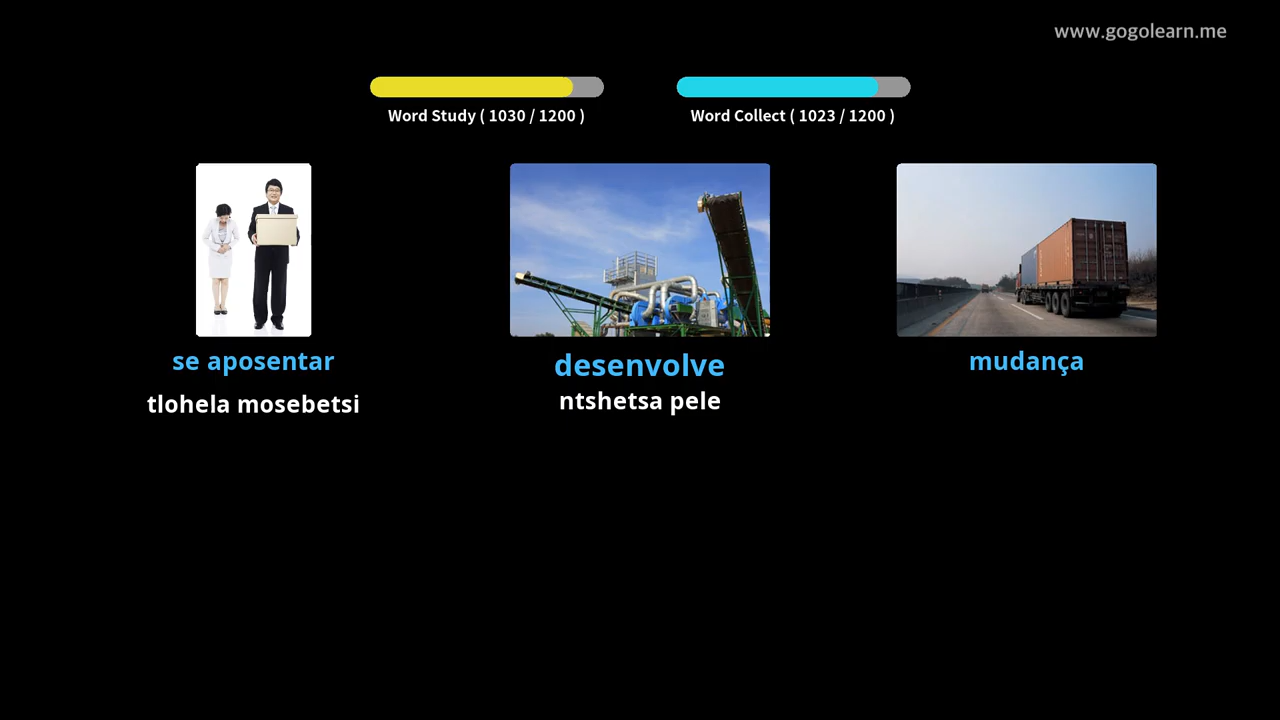 www.gogolearn.me
Word Study ( 1030 / 1200 )
Word Collect ( 1023 / 1200 )
se aposentar
desenvolve
mudança
tlohela mosebetsi
ntshetsa pele